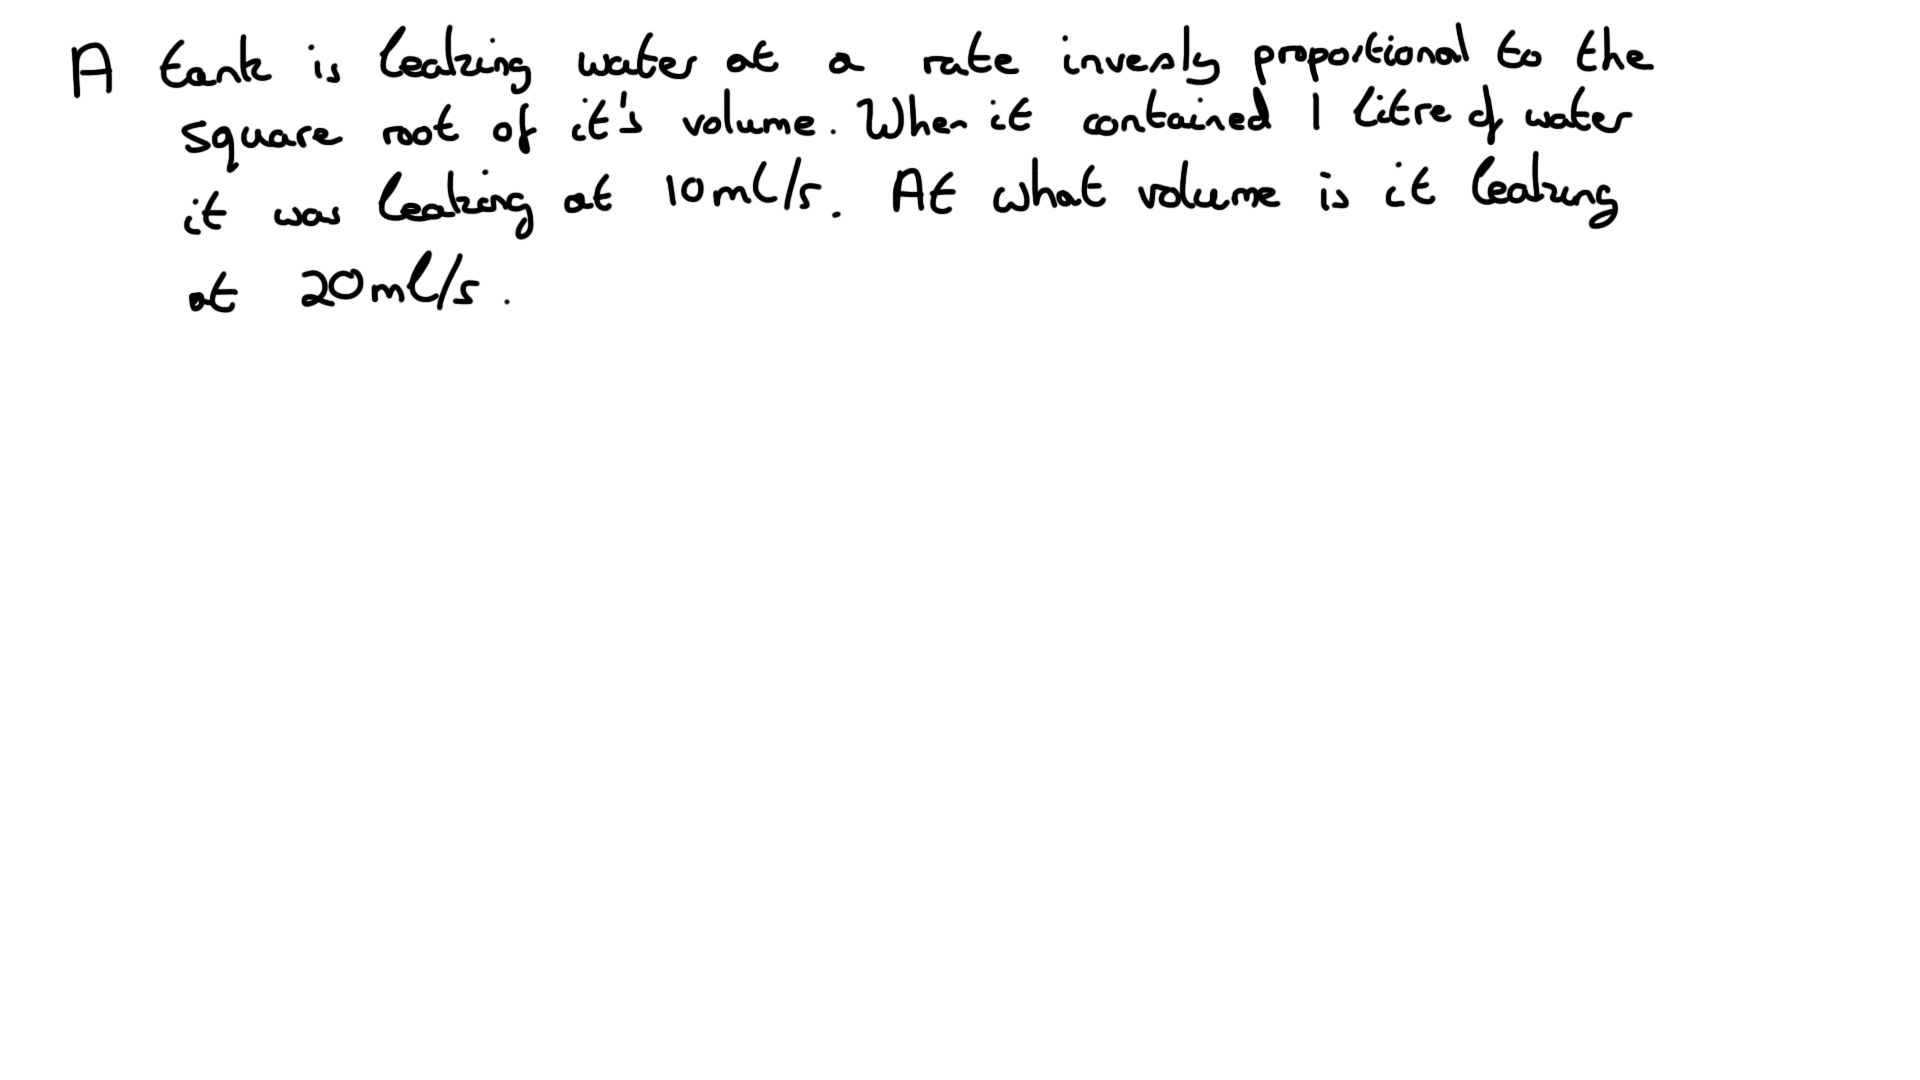 A tank is leaking water at a rate inversly proportional to the
square root of it's volume. When it contained 1 litre of water
it was leaking at 10ml/s. At what volume is it leaking
at 20ml/s.